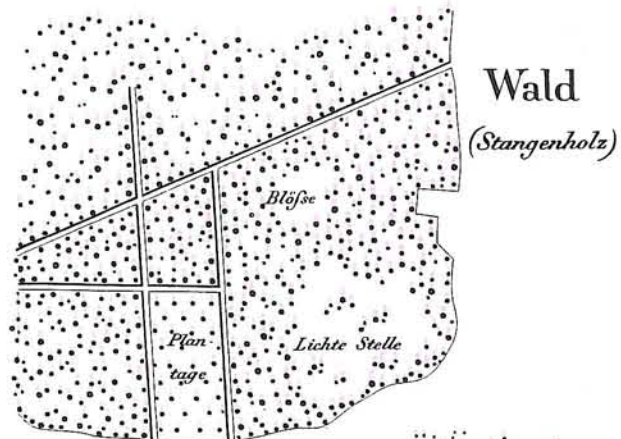 Wald
(Stangenholz)
Blöſse
Plan-
tage
Lichte Stelle